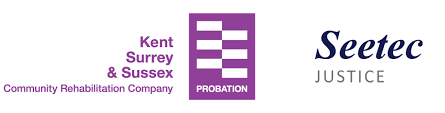 Kent
Surrey
& Sussex
Community Rehabilitation Company
PROBATION
Seetec
JUSTICE